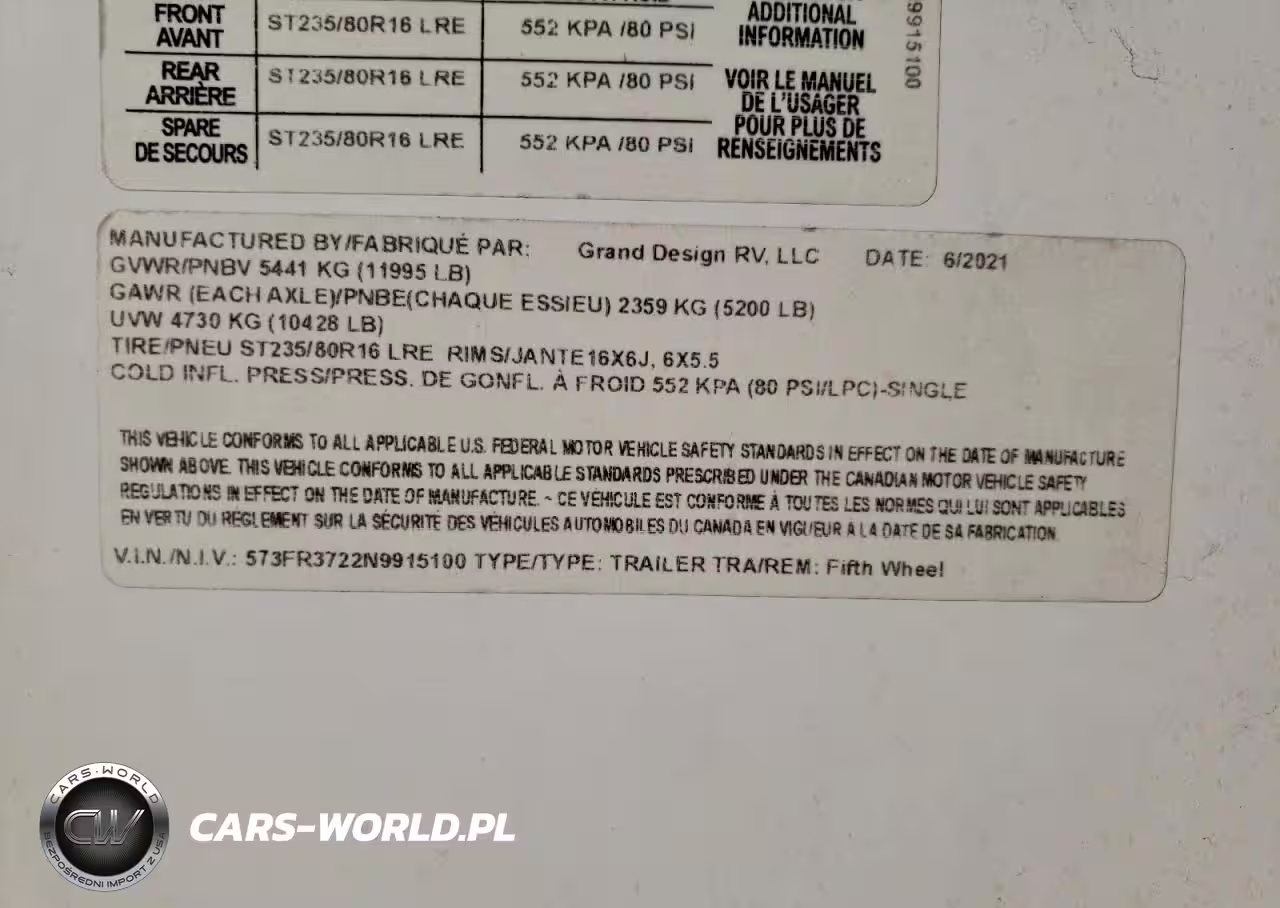 FRONT AVANT ST235/80R16 LRE 552 KPA /80 PSI
REAR ARRIÈRE ST235/80R16 LRE 552 KPA /80 PSI
SPARE DE SECOURS ST235/80R16 LRE 552 KPA /80 PSI
ADDITIONAL
INFORMATION
VOIR LE MANUEL
DE L'USAGER
POUR PLUS DE
RENSEIGNEMENTS
9915100
MANUFACTURED BY/FABRIQUÉ PAR: Grand Design RV, LLC DATE: 6/2021
GVWR/PNBV 5441 KG (11995 LB)
GAWR (EACH AXLE)/PNBE(CHAQUE ESSIEU) 2359 KG (5200 LB)
UVW 4730 KG (10428 LB)
TIRE/PNEU ST235/80R16 LRE RIMS/JANTE16X6J, 6X5.5
COLD INFL. PRESS/PRESS. DE GONFL. À FROID 552 KPA (80 PSI/LPC)-SINGLE
THIS VEHICLE CONFORMS TO ALL APPLICABLE U.S. FEDERAL MOTOR VEHICLE SAFETY STANDARDS IN EFFECT ON THE DATE OF MANUFACTURE
SHOWN ABOVE. THIS VEHICLE CONFORMS TO ALL APPLICABLE STANDARDS PRESCRIBED UNDER THE CANADIAN MOTOR VEHICLE SAFETY
REGULATIONS IN EFFECT ON THE DATE OF MANUFACTURE. ~ CE VÉHICULE EST CONFORME À TOUTES LES NORMES QUI LUI SONT APPLICABLES
EN VERTU DU RÈGLEMENT SUR LA SÉCURITÉ DES VÉHICULES AUTOMOBILES DU CANADA EN VIGUEUR A LA DATE DE SA FABRICATION.
V.I.N./N.I.V.: 573FR3722N9915100 TYPE/TYPE: TRAILER TRA/REM: Fifth Wheel
CARS-WORLD
CW
BEZPOŚREDNI IMPORT Z USA
CARS-WORLD.PL